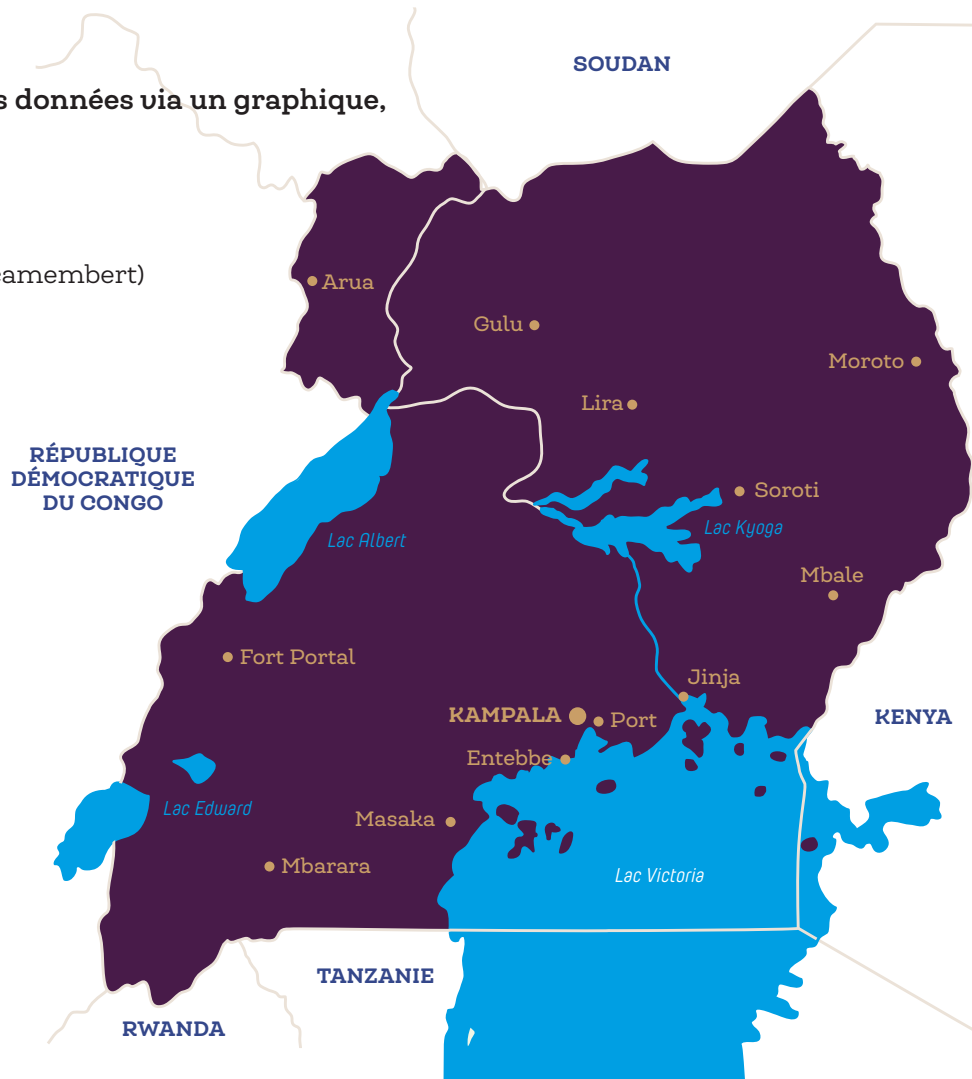 SOUDAN
s données via un graphique,
camembert)
Arua
Gulu
Moroto
Lira
RÉPUBLIQUE
DÉMOCRATIQUE
DU CONGO
Soroti
Lac Kyoga
Lac Albert
Mbale
Fort Portal
Jinja
KAMPALA
Port
KENYA
Entebbe
Lac Edward
Masaka
Mbarara
Lac Victoria
TANZANIE
RWANDA